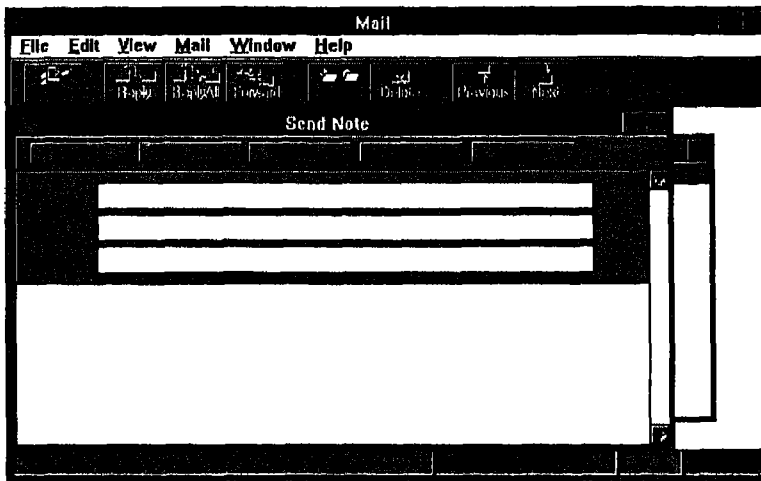 Mail
File Edit View Mail Window Help
Reply ReplyAll Forward Delete Previous Next
Send Note